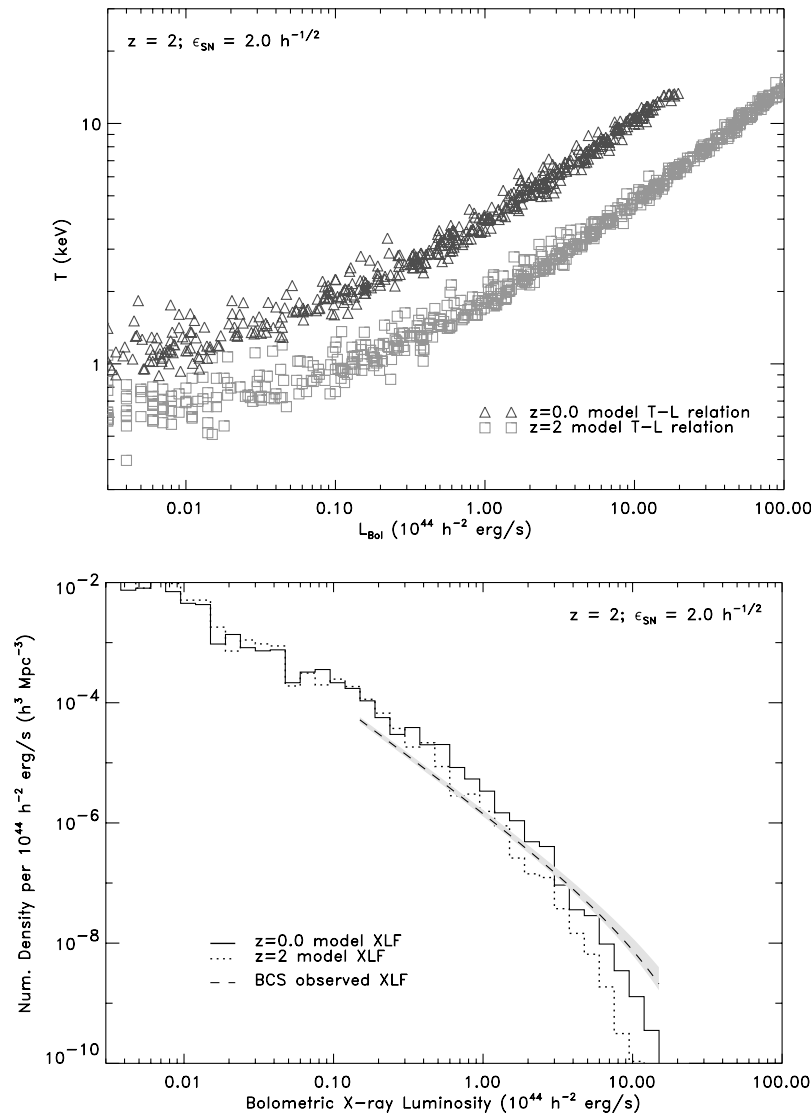 z = 2; ϵSN = 2.0 h−1/2
10
1
T (keV)
△ △ z=0.0 model T−L relation
□ □ z=2 model T−L relation
0.01 0.10 1.00 10.00 100.00
LBol (10^44 h^−2 erg/s)
z = 2; ϵSN = 2.0 h−1/2
10^−2
10^−4
10^−6
10^−8
10^−10
Num. Density per 10^44 h^−2 erg/s (h^3 Mpc^−3)
z=0.0 model XLF
z=2 model XLF
BCS observed XLF
0.01 0.10 1.00 10.00 100.00
Bolometric X−ray Luminosity (10^44 h^−2 erg/s)